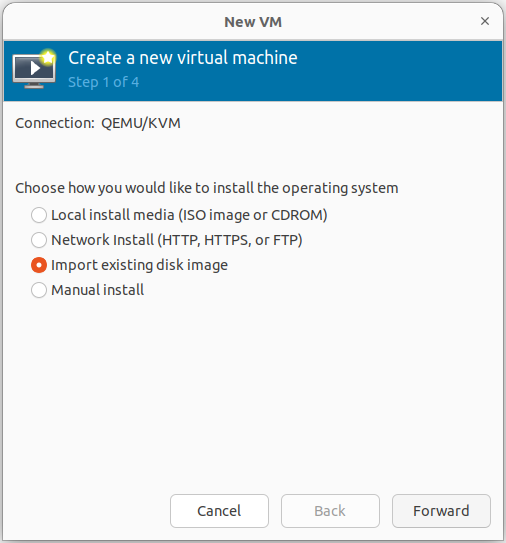 New VM
Create a new virtual machine
Step 1 of 4
Connection: QEMU/KVM
Choose how you would like to install the operating system
Local install media (ISO image or CDROM)
Network Install (HTTP, HTTPS, or FTP)
Import existing disk image
Manual install
Cancel Back Forward